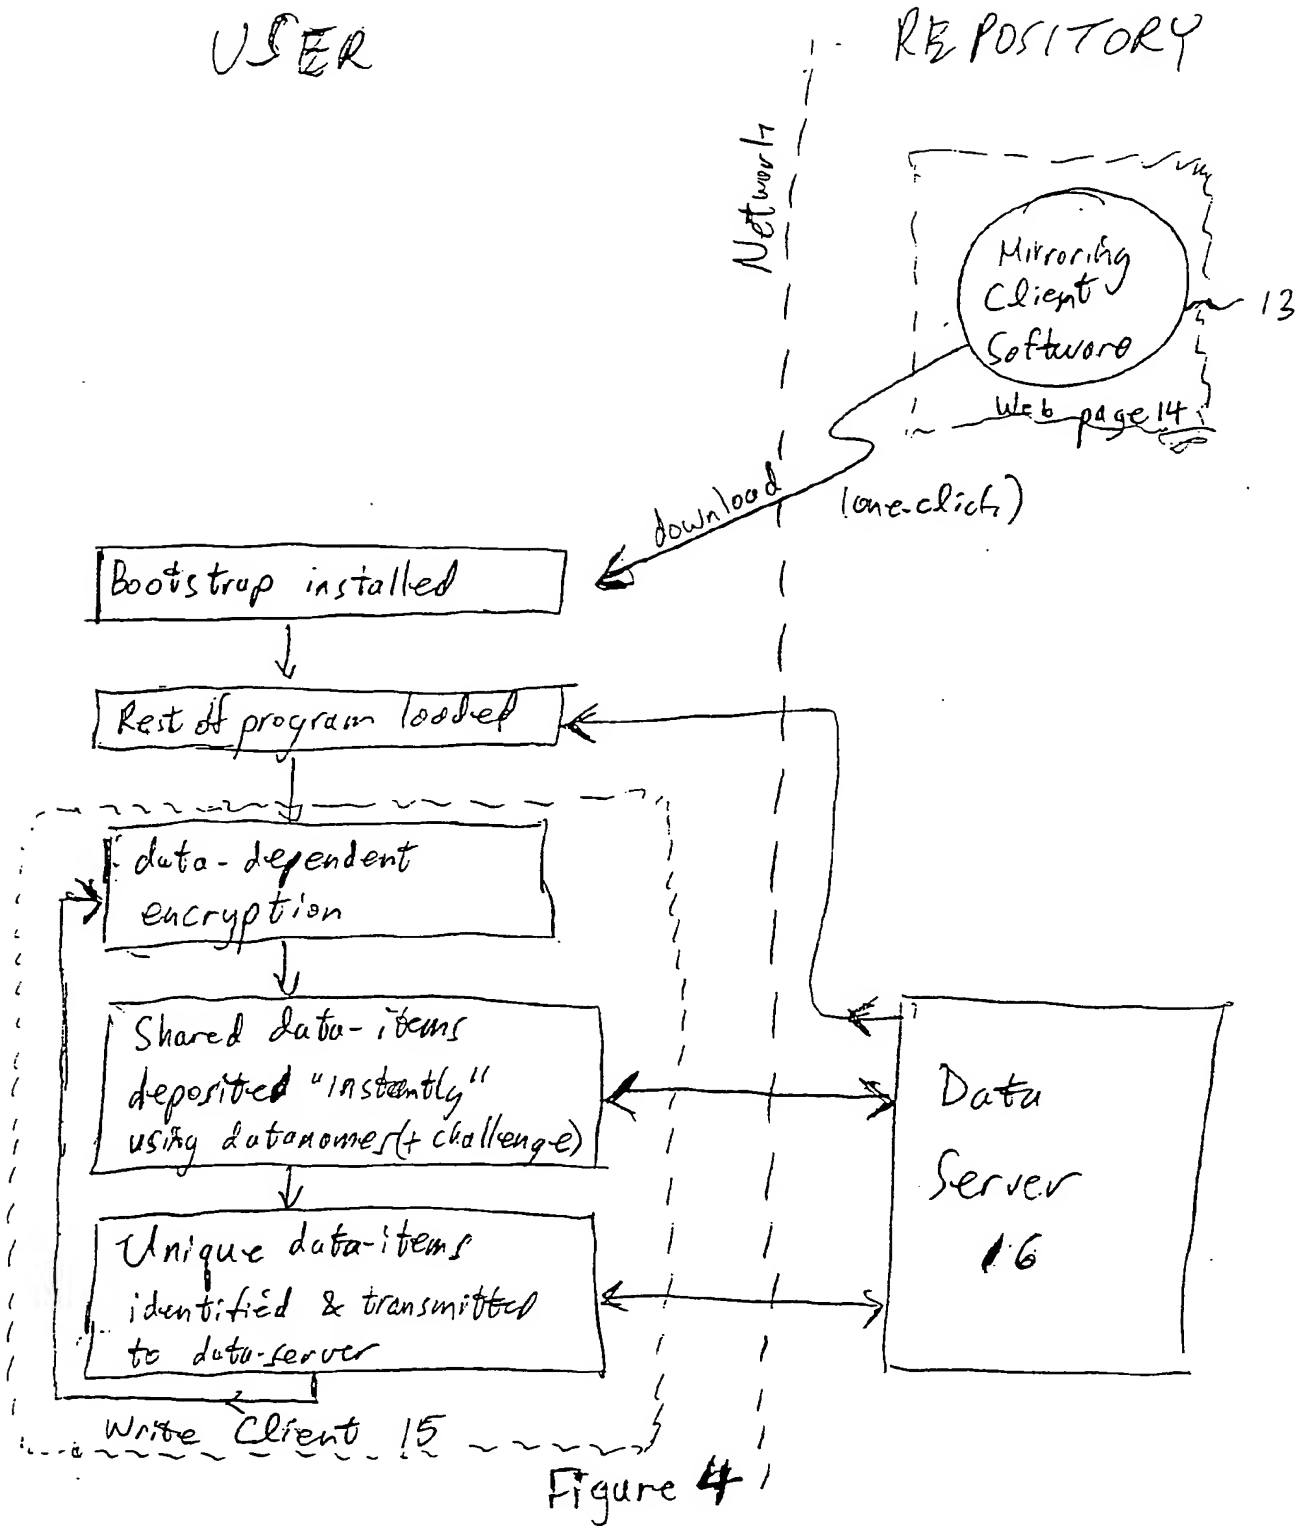 USER
REPOSITORY
Network
Mirroring
Client
Software
13
Web page 14
download
(one-click)
Bootstrap installed
Rest of program loaded
data-dependent
encryption
Shared data-items
deposited "instantly"
using datanames (+ challenge)
Data
Server
16
Unique data-items
identified & transmitted
to data-server
Write Client 15
Figure 4